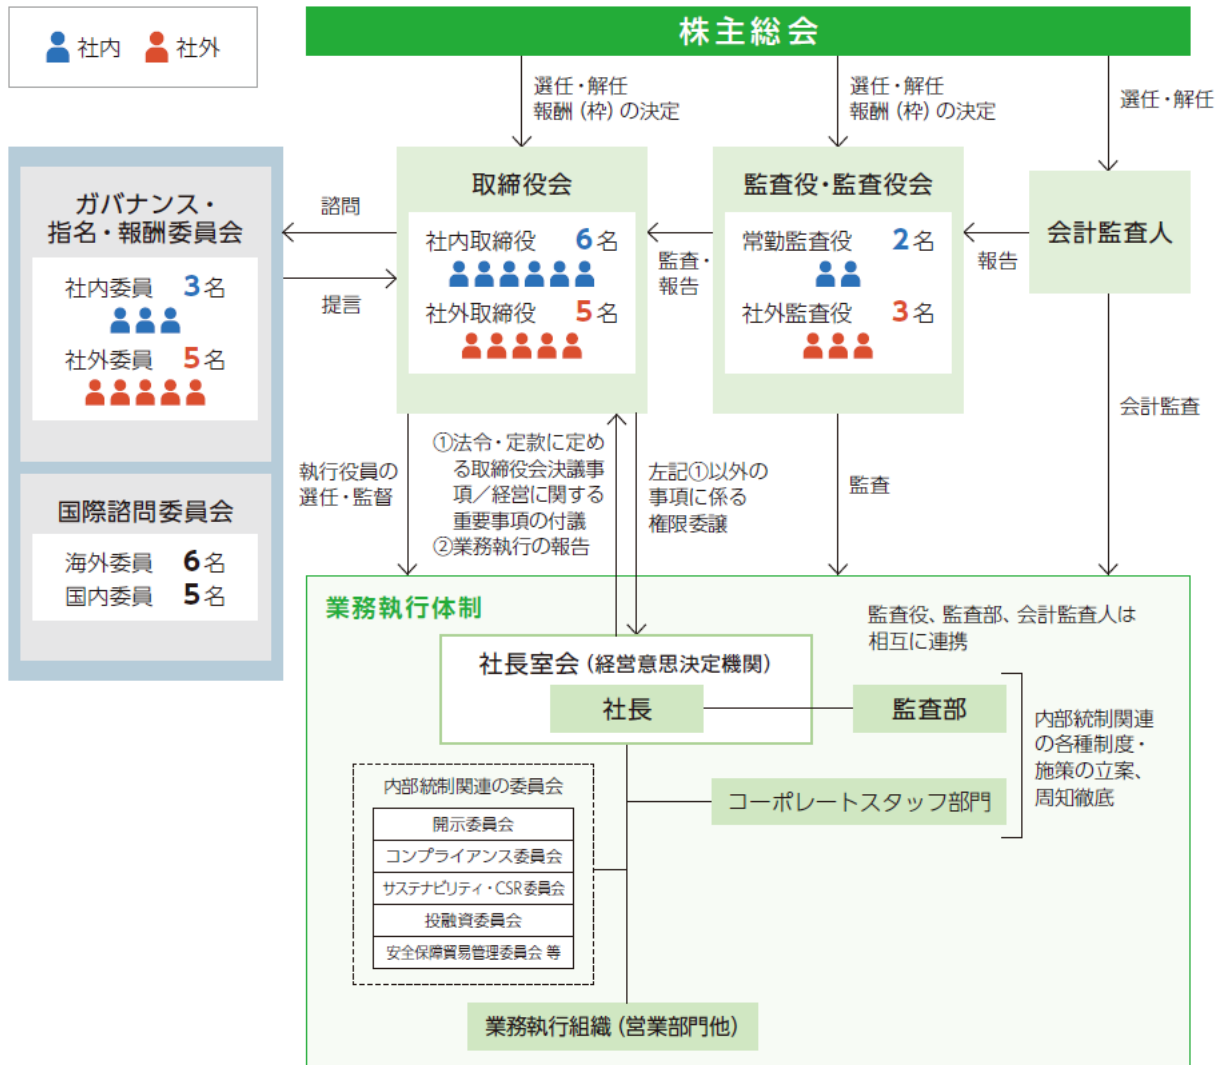 社内 社外
株主総会
選任・解任
報酬（枠）の決定
選任・解任
報酬（枠）の決定
選任・解任
ガバナンス・
指名・報酬委員会
社内委員 3名
社外委員 5名
諮問
提言
取締役会
社内取締役 6名
社外取締役 5名
監査・
報告
監査役・監査役会
常勤監査役 2名
社外監査役 3名
報告
会計監査人
国際諮問委員会
海外委員 6名
国内委員 5名
執行役員の
選任・監督
①法令・定款に定め
る取締役会決議事
項／経営に関する
重要事項の付議
②業務執行の報告
左記①以外の
事項に係る
権限委譲
監査
会計監査
業務執行体制
監査役、監査部、会計監査人は
相互に連携
社長室会（経営意思決定機関）
社長
監査部
コーポレートスタッフ部門
内部統制関連
の各種制度・
施策の立案、
周知徹底
内部統制関連の委員会
開示委員会
コンプライアンス委員会
サステナビリティ・CSR委員会
投融資委員会
安全保障貿易管理委員会 等
業務執行組織（営業部門他）